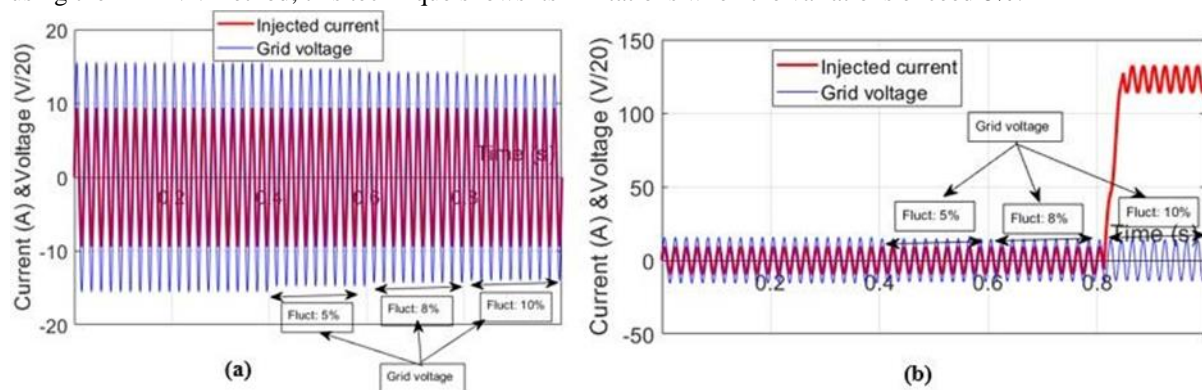 Injected current
Grid voltage
Current (A) &Voltage (V/20)
20
10
0
-10
-20
Time (s)
0.2
0.4
0.6
0.8
Fluct: 5%
Fluct: 8%
Fluct: 10%
Grid voltage
(a)
Injected current
Grid voltage
Current (A) &Voltage (V/20)
150
100
50
0
-50
Grid voltage
Fluct: 5%
Fluct: 8%
Fluct: 10%
Time (s)
0.2
0.4
0.6
0.8
(b)